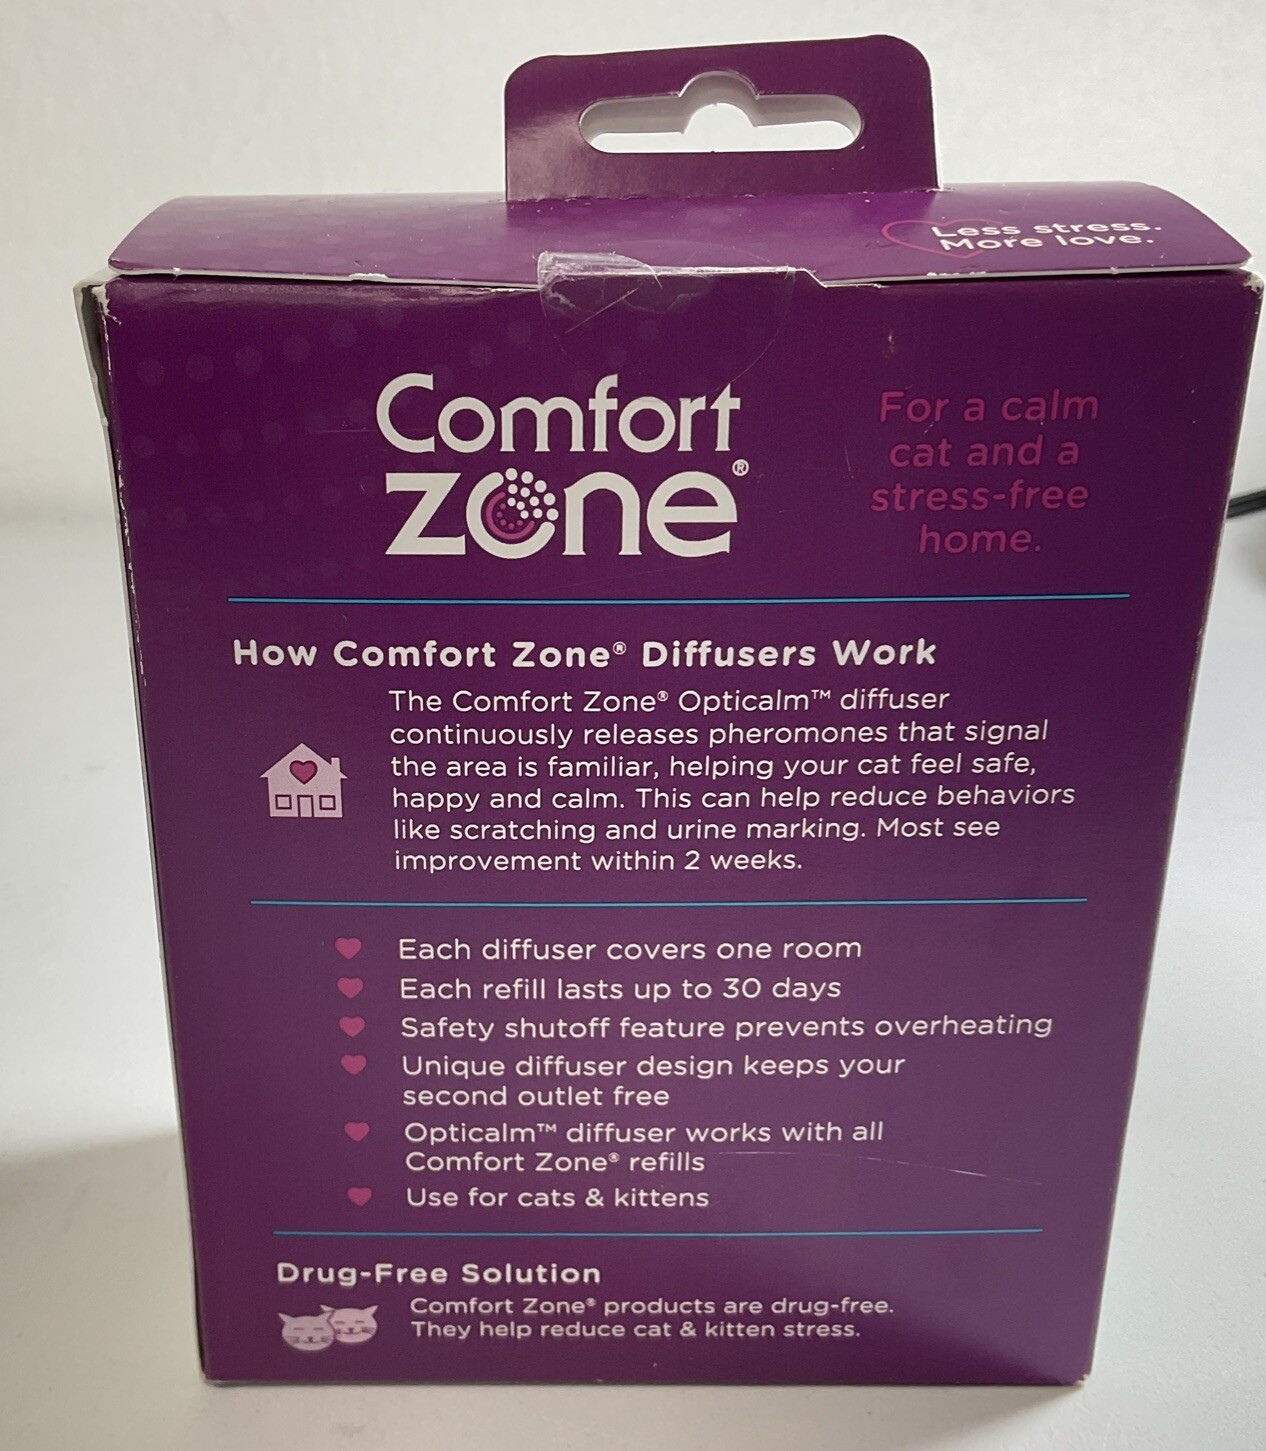 Less stress.
More love.
Comfort
zone®
For a calm
cat and a
stress-free
home.
How Comfort Zone® Diffusers Work
The Comfort Zone® Opticalm™ diffuser
continuously releases pheromones that signal
the area is familiar, helping your cat feel safe,
happy and calm. This can help reduce behaviors
like scratching and urine marking. Most see
improvement within 2 weeks.
Each diffuser covers one room
Each refill lasts up to 30 days
Safety shutoff feature prevents overheating
Unique diffuser design keeps your
second outlet free
Opticalm™ diffuser works with all
Comfort Zone® refills
Use for cats & kittens
Drug-Free Solution
Comfort Zone® products are drug-free.
They help reduce cat & kitten stress.